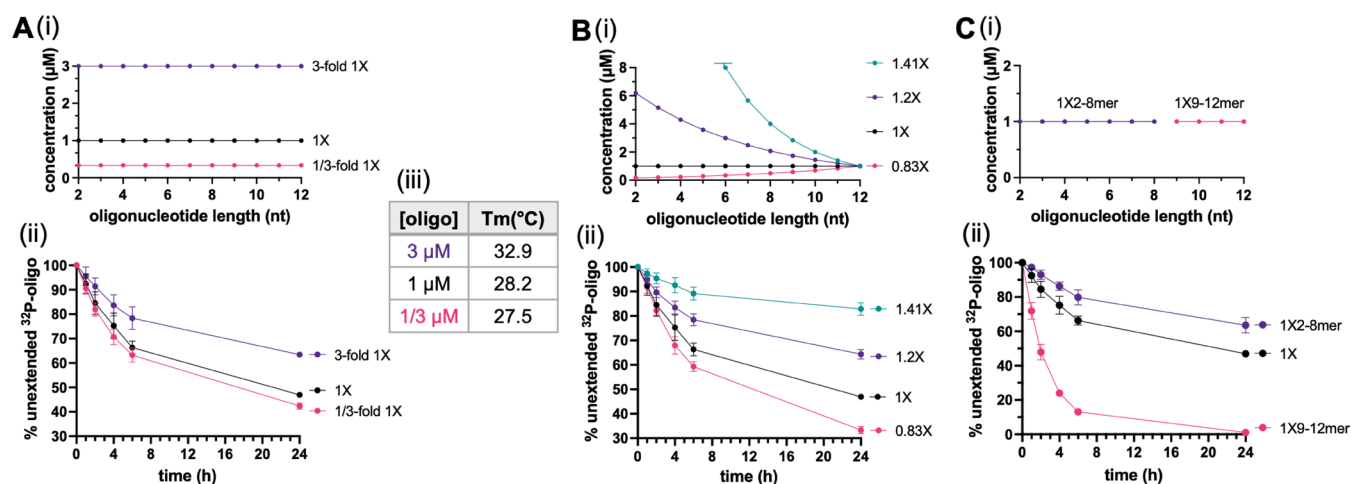 A (i)
concentration (µM)
3
2
1
0
2 4 6 8 10 12
oligonucleotide length (nt)
3-fold 1X
1X
1/3-fold 1X
(ii)
% unextended ³²P-oligo
100
90
80
70
60
50
40
30
0 4 8 12 16 20 24
time (h)
3-fold 1X
1X
1/3-fold 1X
(iii)
[oligo] Tm(°C)
3 µM 32.9
1 µM 28.2
1/3 µM 27.5
B (i)
concentration (µM)
8
6
4
2
0
2 4 6 8 10 12
oligonucleotide length (nt)
1.41X
1.2X
1X
0.83X
(ii)
% unextended ³²P-oligo
100
90
80
70
60
50
40
30
0 4 8 12 16 20 24
time (h)
1.41X
1.2X
1X
0.83X
C (i)
concentration (µM)
2
1
0
1X2-8mer 1X9-12mer
2 4 6 8 10 12
oligonucleotide length (nt)
(ii)
% unextended ³²P-oligo
100
80
60
40
20
0
0 4 8 12 16 20 24
time (h)
1X2-8mer
1X
1X9-12mer